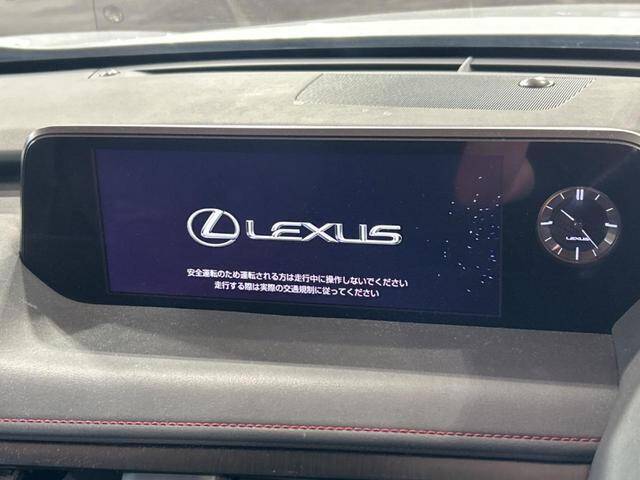 LEXUS
安全運転のため運転される方は走行中に操作しないでください
走行する際は実際の交通規制に従ってください
LEXUS